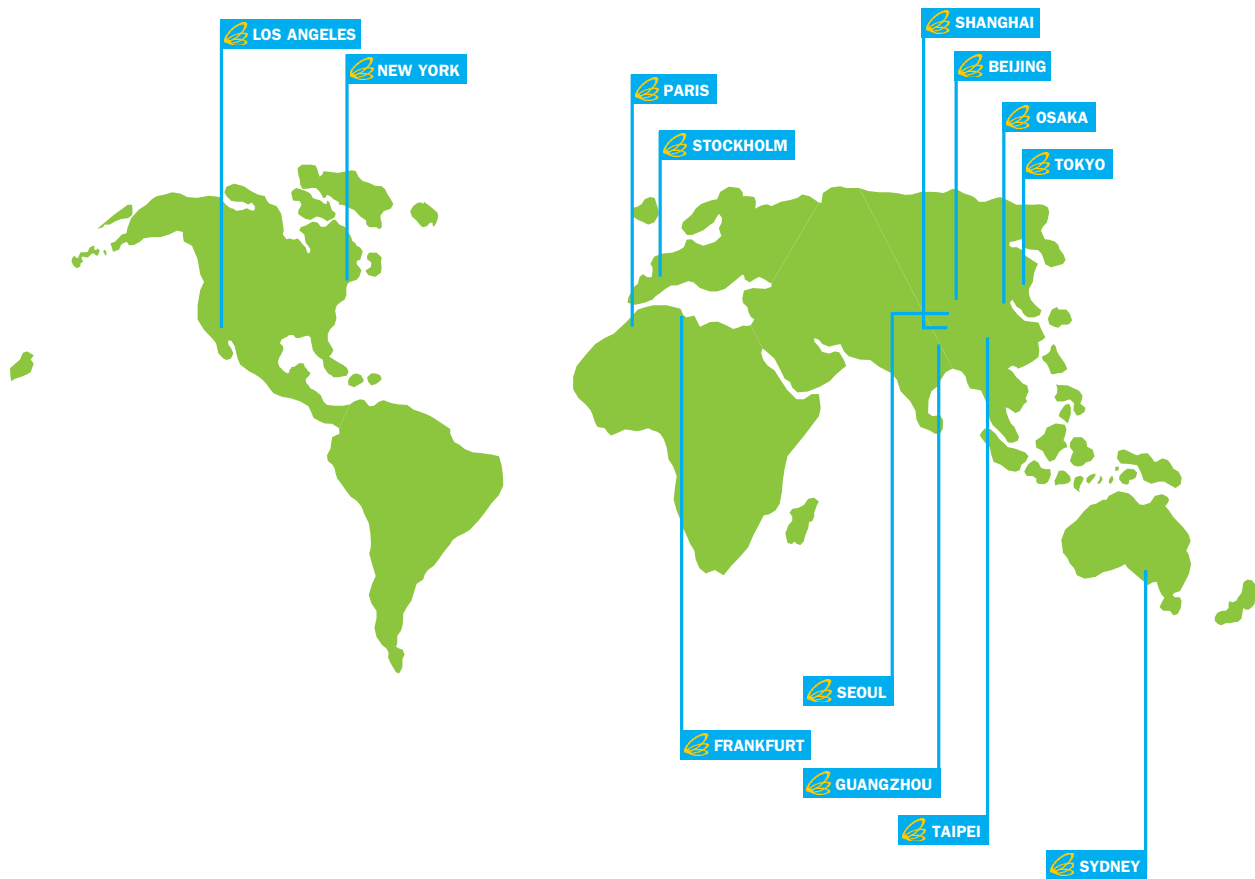 LOS ANGELES
NEW YORK
PARIS
STOCKHOLM
SHANGHAI
BEIJING
OSAKA
TOKYO
SEOUL
FRANKFURT
GUANGZHOU
TAIPEI
SYDNEY